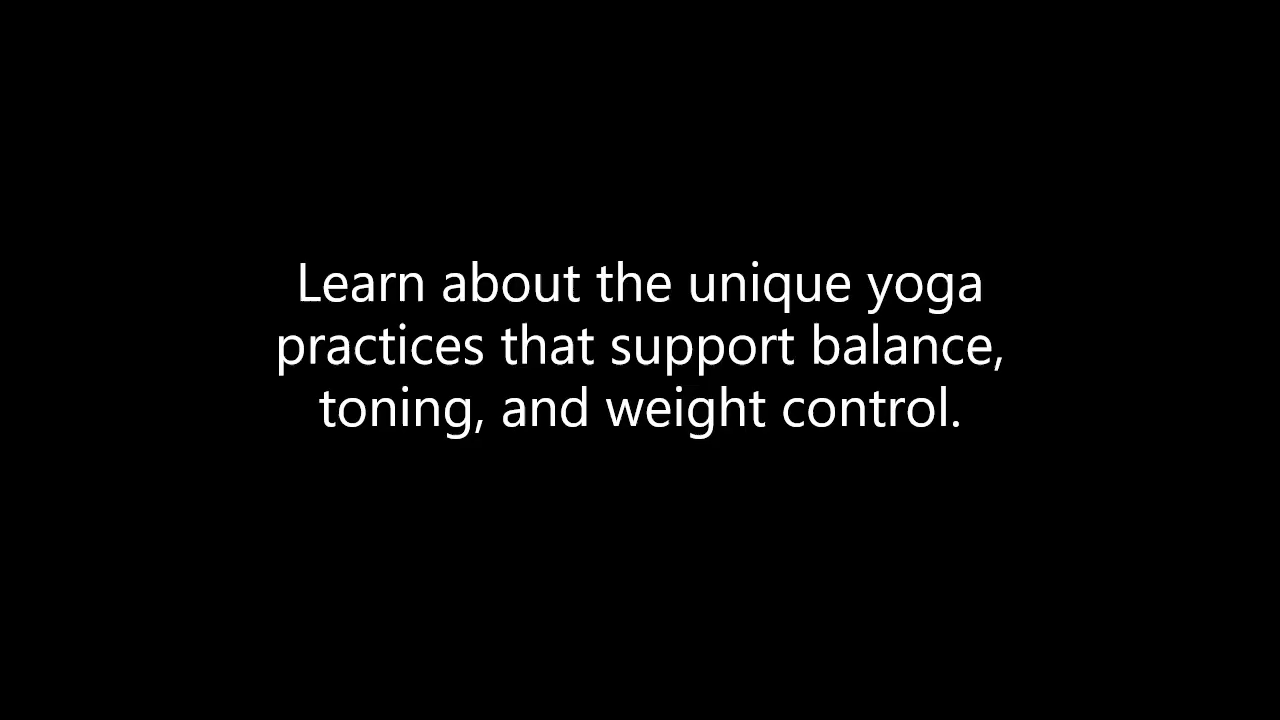 Learn about the unique yoga
practices that support balance,
toning, and weight control.